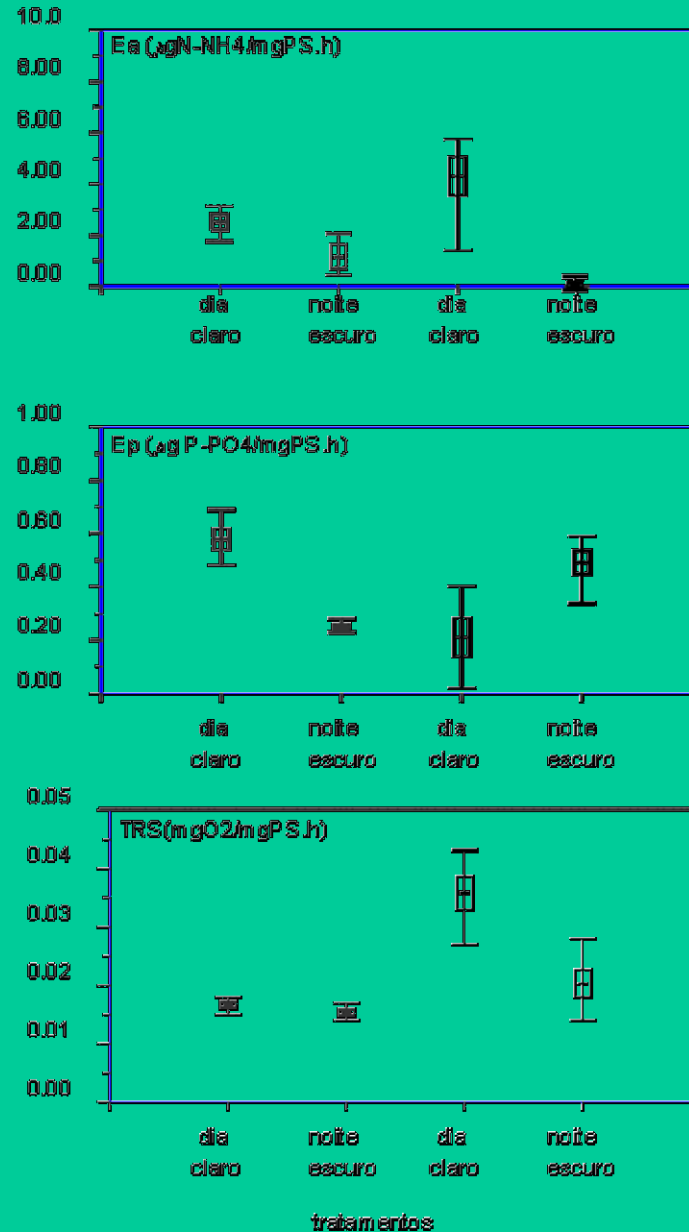 10.0
Ea (µgN-NH4/mgPS.h)
8.00
6.00
4.00
2.00
0.00
dia noite dia noite
claro escuro claro escuro
1.00
Ep (µg P-PO4/mgPS.h)
0.80
0.60
0.40
0.20
0.00
dia noite dia noite
claro escuro claro escuro
0.05
TRS(mgO2/mgPS.h)
0.04
0.03
0.02
0.01
0.00
dia noite dia noite
claro escuro claro escuro
tratamentos